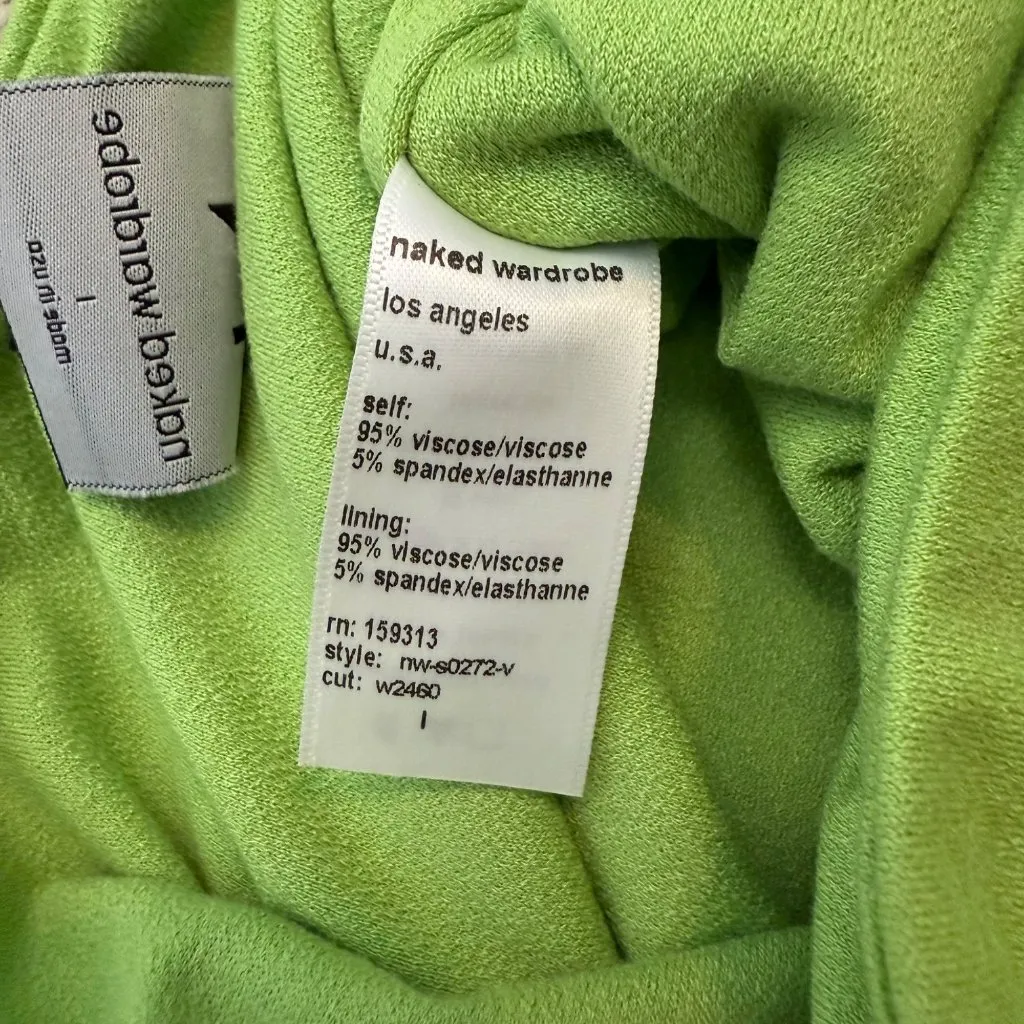 naked wardrobe
l
made in usa
naked wardrobe
los angeles
u.s.a.
self:
95% viscose/viscose
5% spandex/elasthanne
lining:
95% viscose/viscose
5% spandex/elasthanne
rn: 159313
style: nw-s0272-v
cut: w2460
l